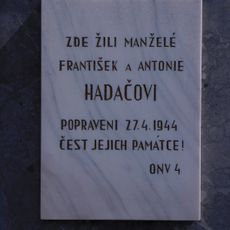 ZDE ŽILI MANŽELÉ
FRANTIŠEK A ANTONIE
HADAČOVI
POPRAVENI 27.4.1944
ČEST JEJICH PAMÁTCE!
ONV 4